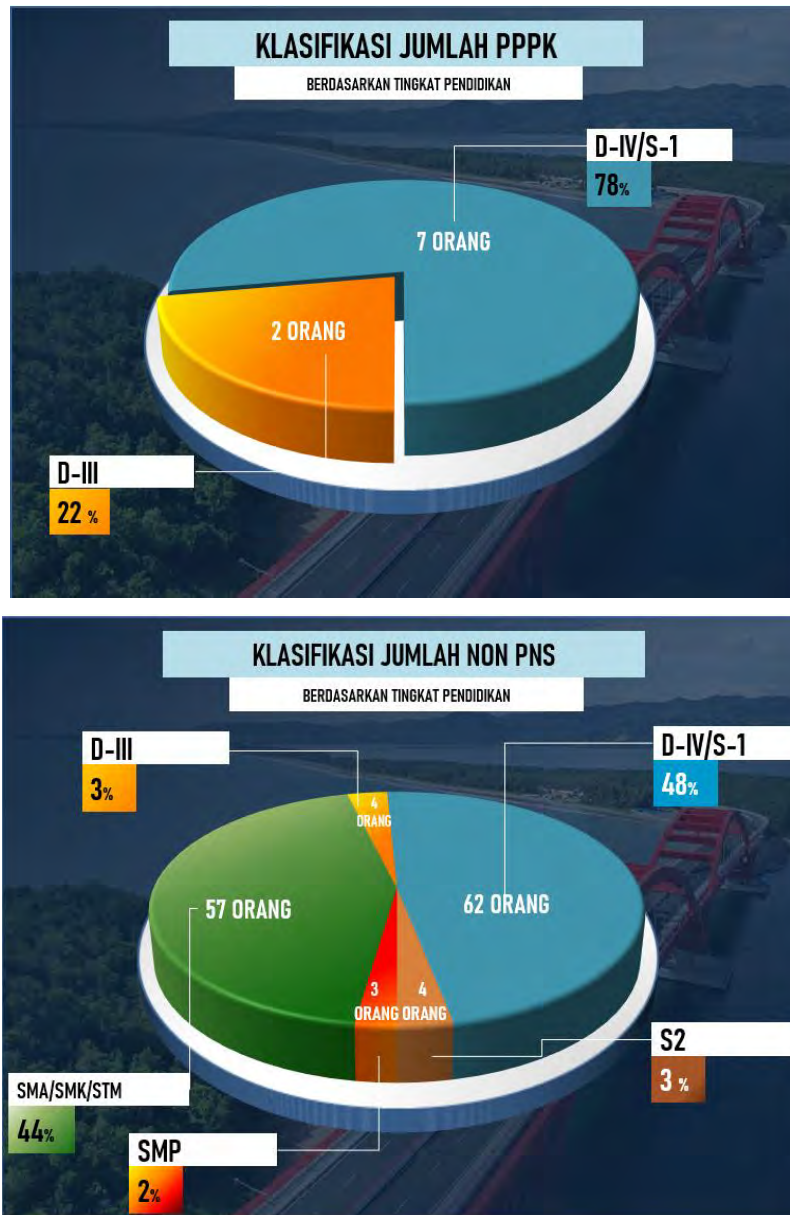 KLASIFIKASI JUMLAH PPPK
BERDASARKAN TINGKAT PENDIDIKAN
D-IV/S-1
78%
7 ORANG
2 ORANG
D-III
22 %
KLASIFIKASI JUMLAH NON PNS
BERDASARKAN TINGKAT PENDIDIKAN
D-III
3%
D-IV/S-1
48%
4
ORANG
57 ORANG
62 ORANG
3
ORANG
4
ORANG
S2
3 %
SMA/SMK/STM
44%
SMP
2%